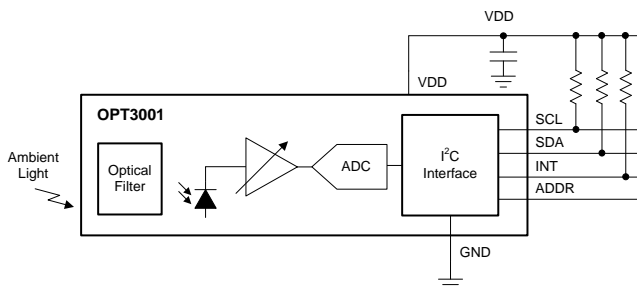 VDD
VDD
OPT3001
SCL
SDA
INT
ADDR
Ambient
Light
Optical
Filter
ADC
I²C
Interface
GND